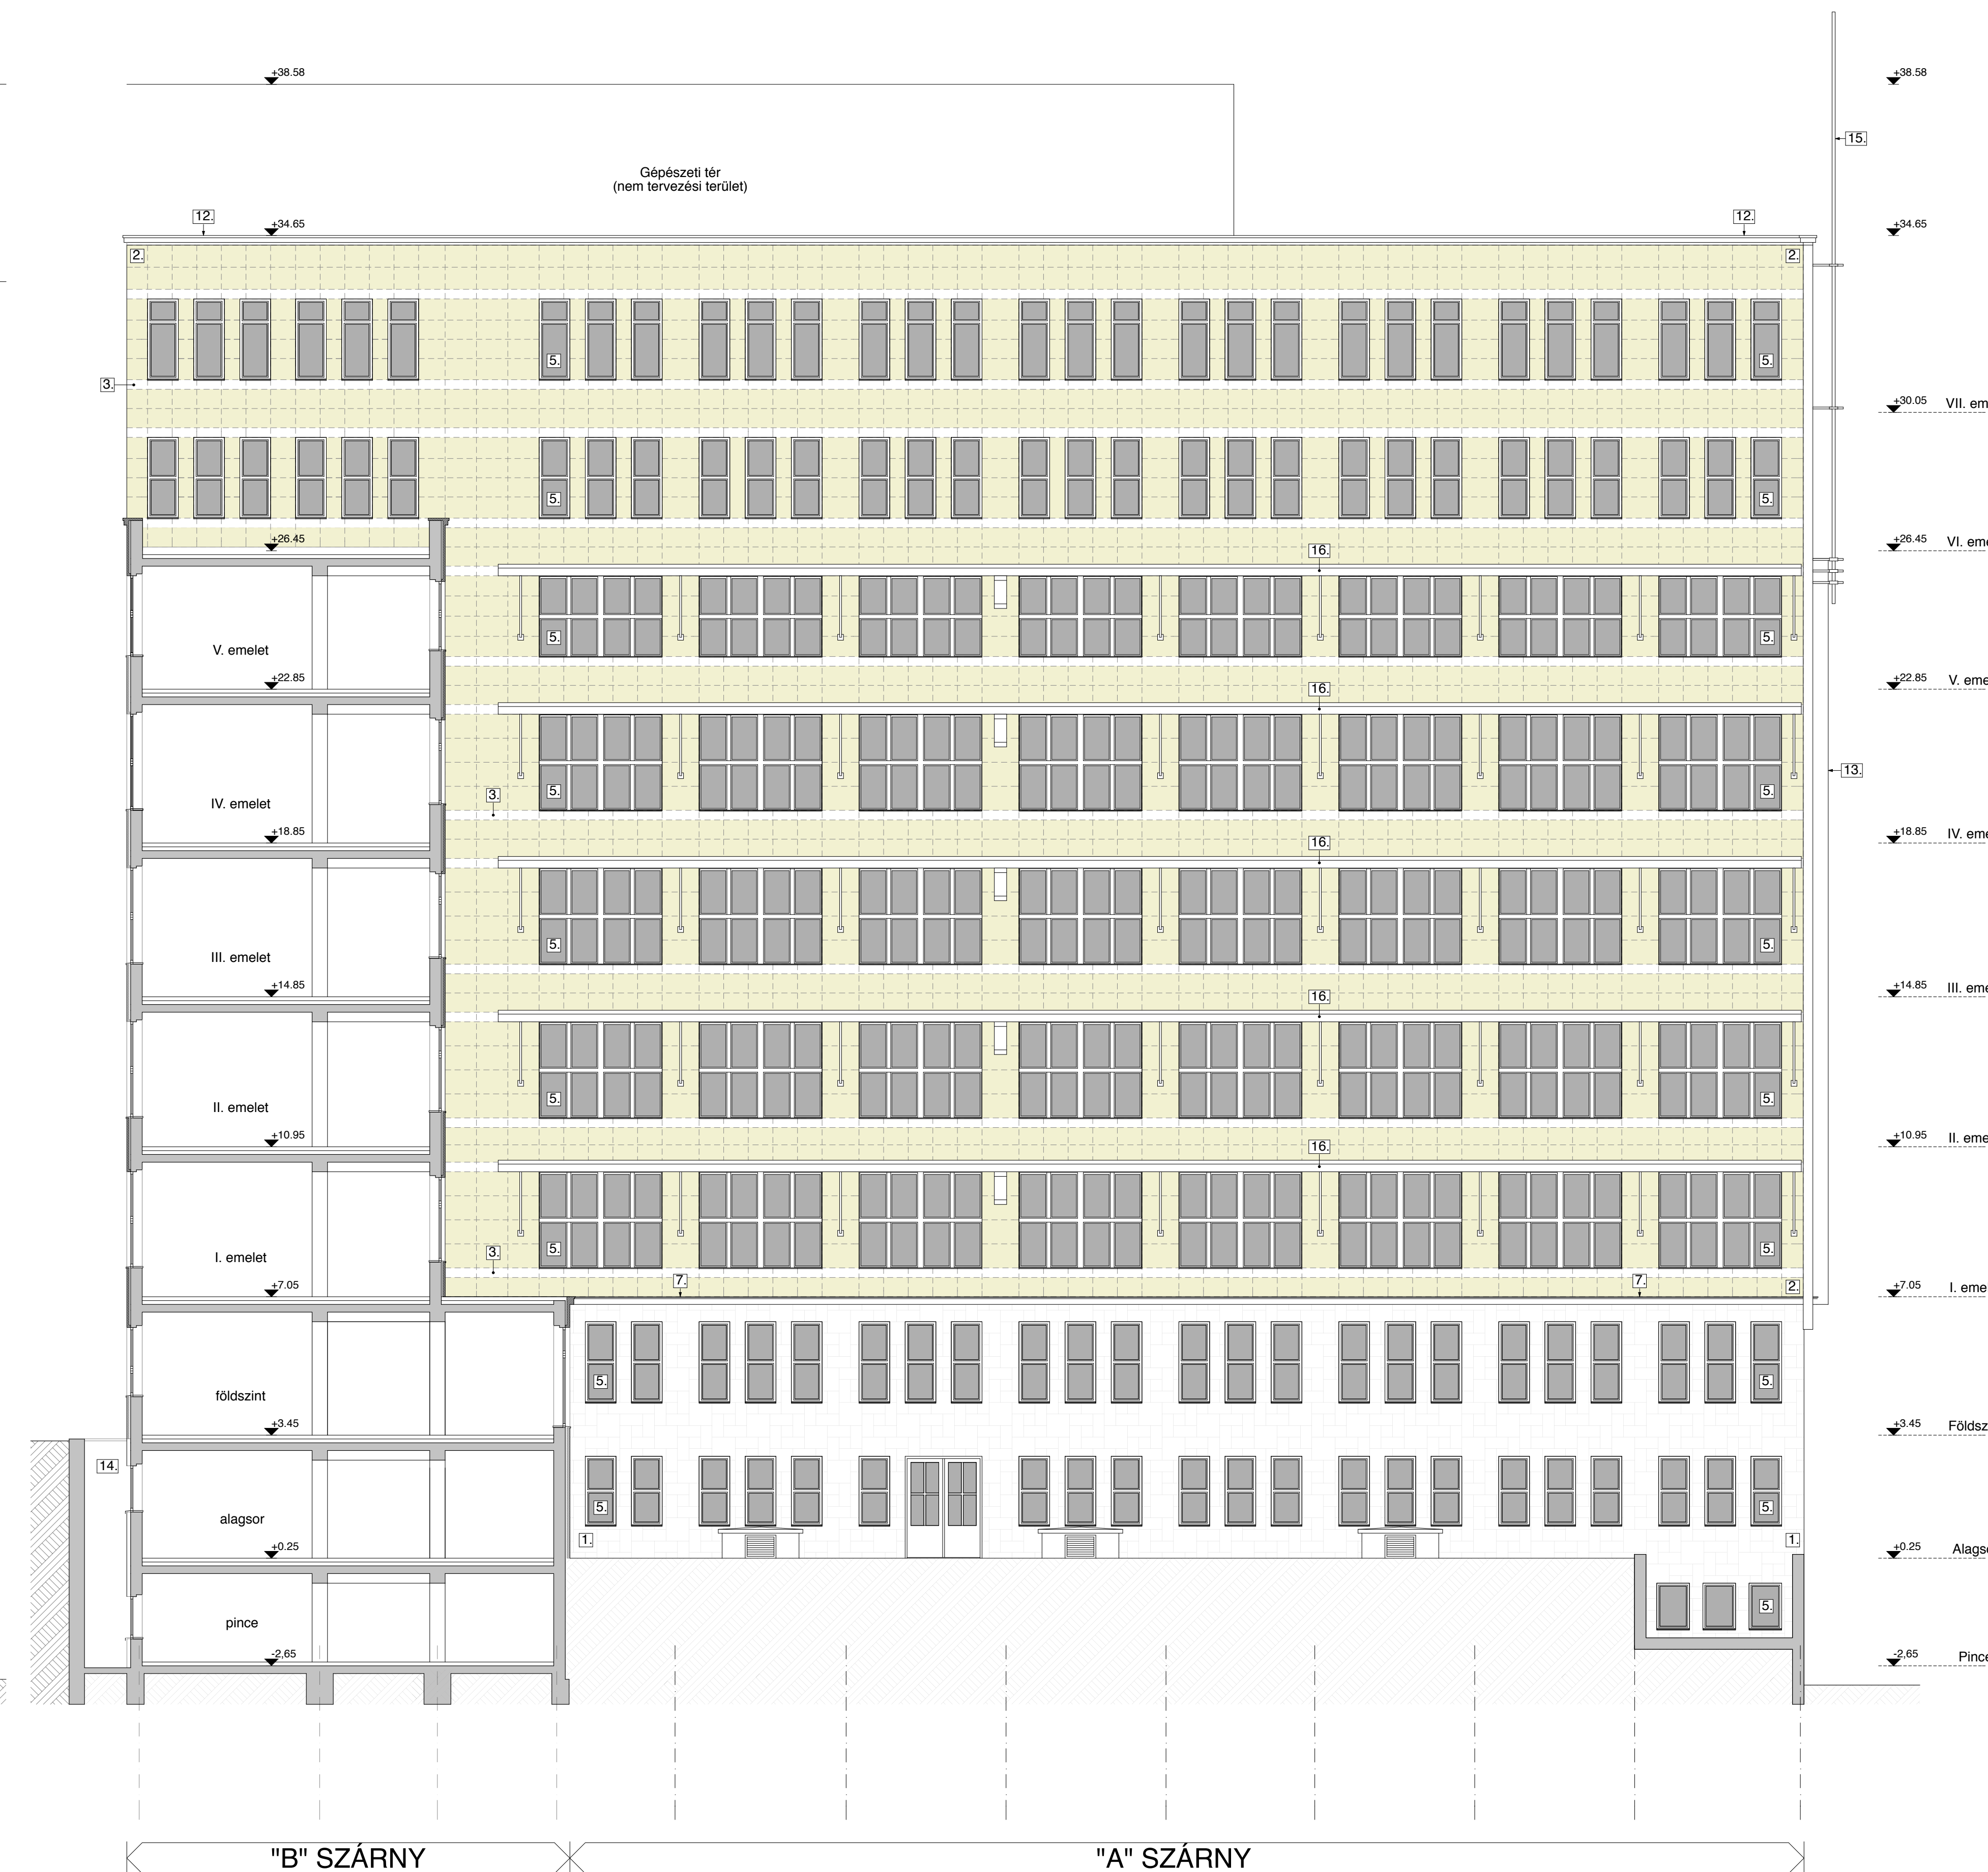 +38.58
+38.58
15.
Gépészeti tér
(nem tervezési terület)
12.
+34.65
12.
+34.65
2.
2.
5.
5.
3.
+30.05 VII. em
5.
5.
+26.45
16.
+26.45 VI. eme
5.
5.
V. emelet
+22.85
16.
+22.85 V. eme
13.
5.
5.
IV. emelet
3.
+18.85
16.
+18.85 IV. eme
5.
5.
III. emelet
+14.85
16.
+14.85 III. eme
5.
5.
II. emelet
+10.95
16.
+10.95 II. eme
5.
5.
I. emelet
3.
+7.05
7.
7.
2.
+7.05 I. eme
5.
5.
földszint
+3.45
+3.45 Földsz
14.
5.
5.
alagsor
1.
1.
+0.25
+0.25 Alags
5.
pince
-2,65
-2,65 Pince
"B" SZÁRNY
"A" SZÁRNY